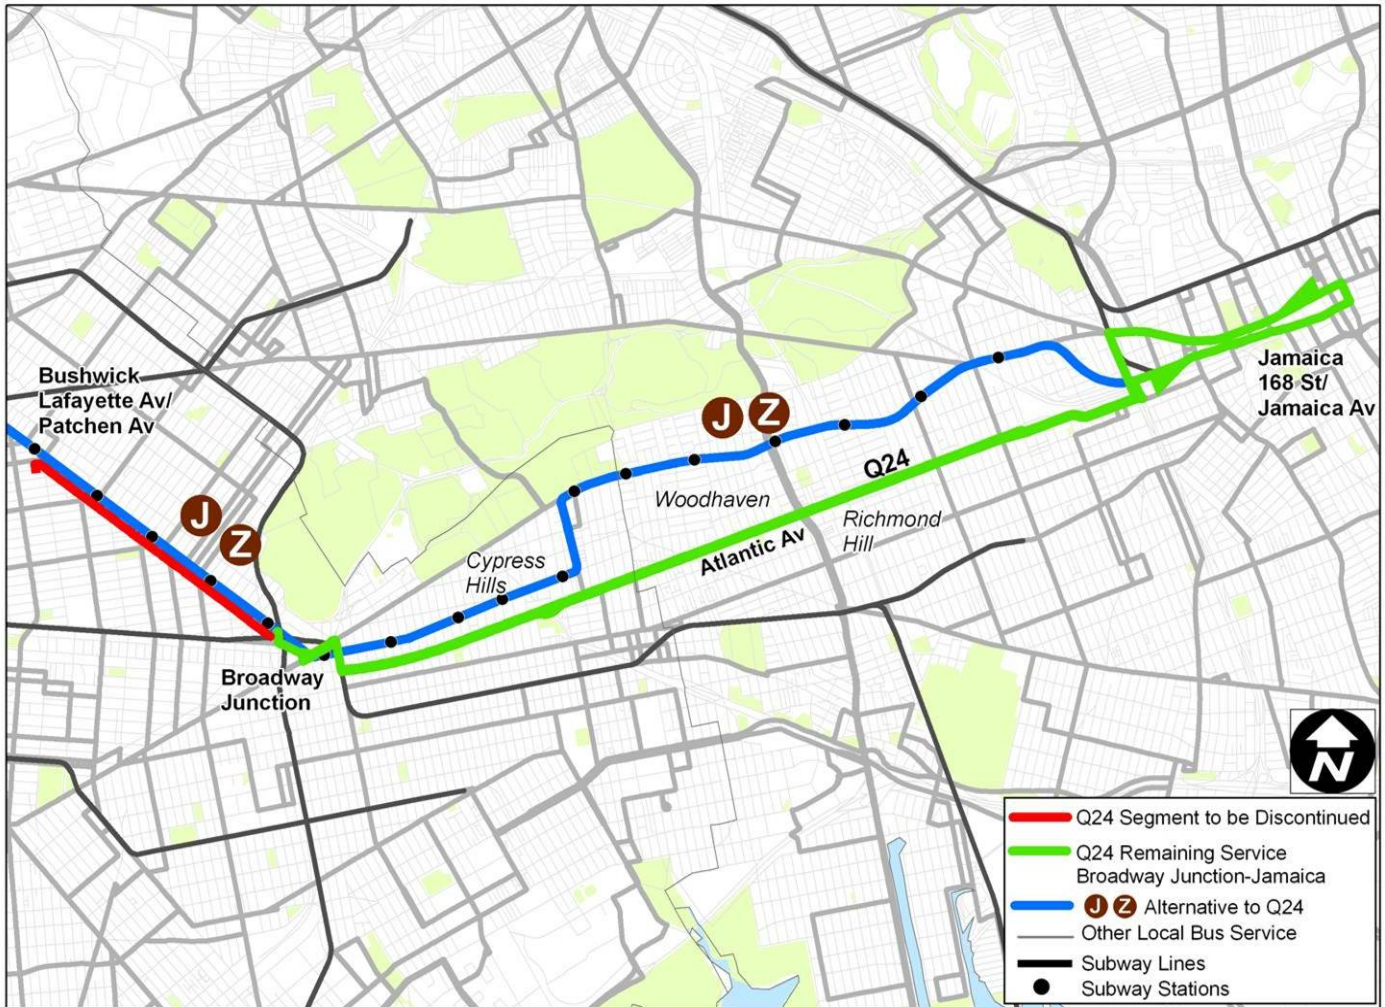 Bushwick
Lafayette Av/
Patchen Av
J
Z
Broadway
Junction
Cypress
Hills
J Z
Woodhaven
Q24
Atlantic Av
Richmond
Hill
Jamaica
168 St/
Jamaica Av
N
Q24 Segment to be Discontinued
Q24 Remaining Service
Broadway Junction-Jamaica
J Z Alternative to Q24
Other Local Bus Service
Subway Lines
Subway Stations